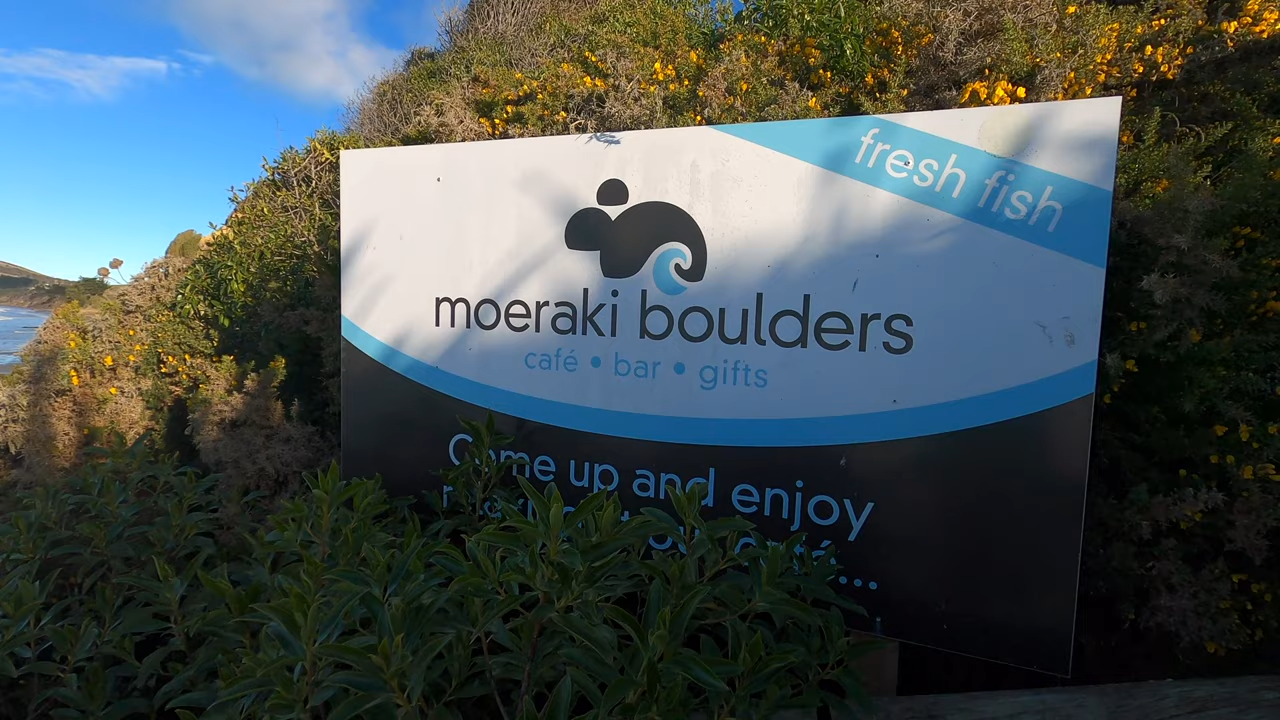 fresh fish
moeraki boulders
café • bar • gifts
Come up and enjoy